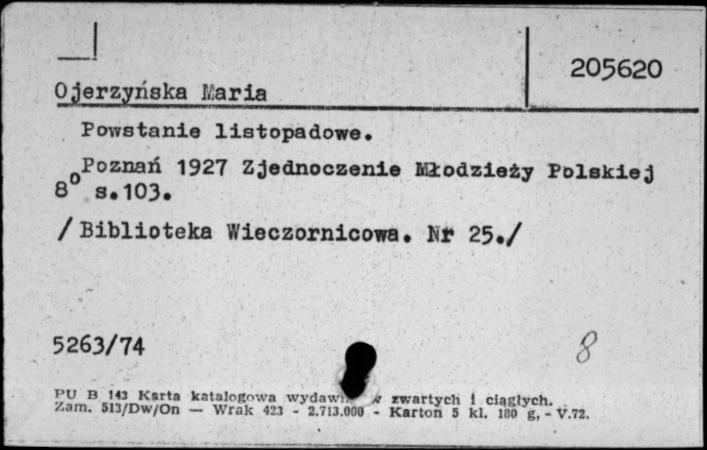 205620
Ojerzyńska Maria
Powstanie listopadowe.
Poznań 1927 Zjednoczenie Młodzieży Polskiej
8° s.103.
/Biblioteka Wieczornicowa. Nr 25./
5263/74
8
PU B 143 Karta katalogowa wydawn. w zwartych i ciągłych.
Zam. 513/Dw/On — Wrak 423 - 2.713.000 - Karton 5 kl. 180 g, - V.72.